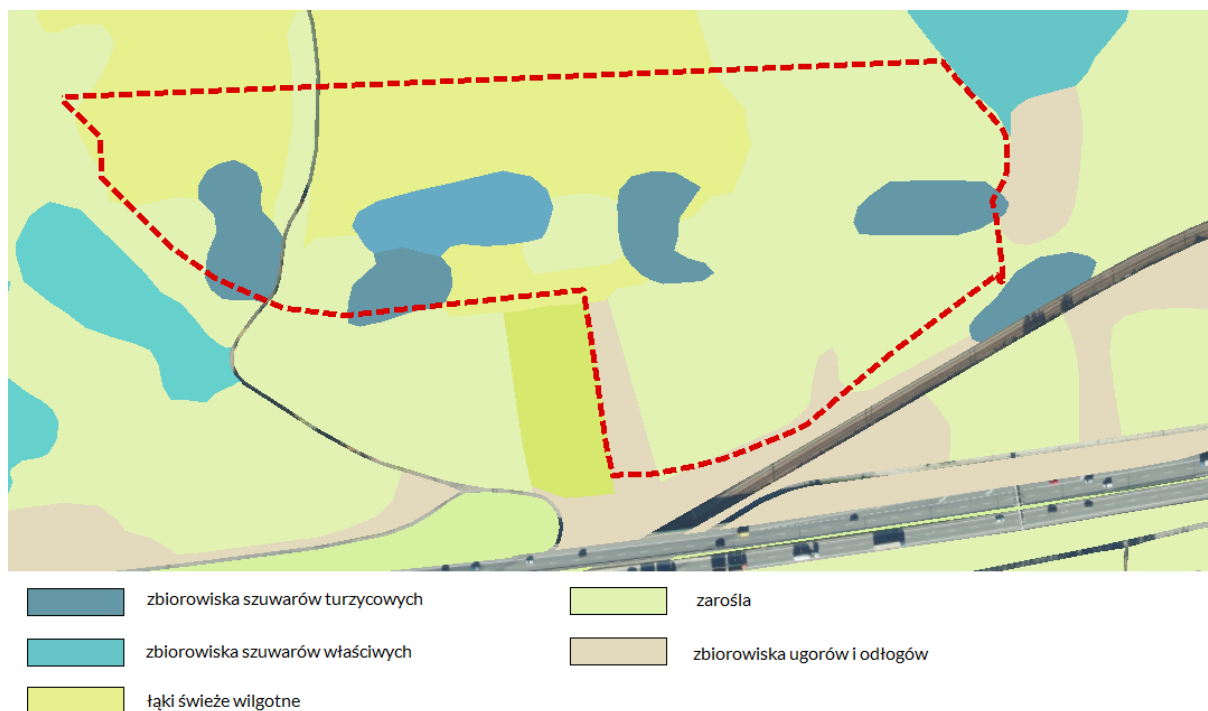 zbiorowiska szuwarów turzycowych
zarośla
zbiorowiska szuwarów właściwych
zbiorowiska ugorów i odłogów
łąki świeże wilgotne